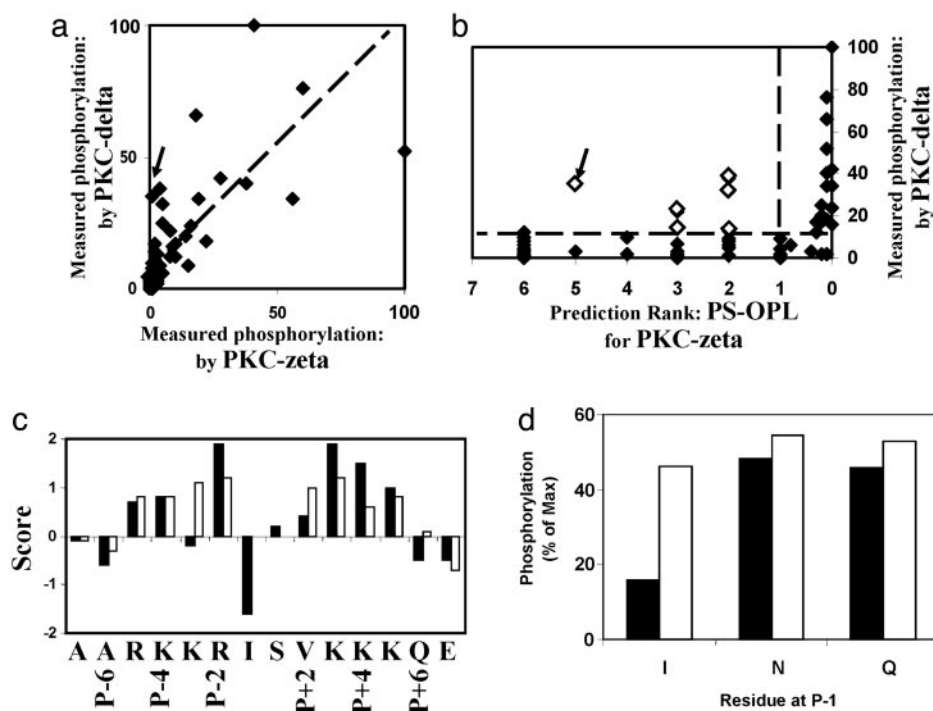 a
Measured phosphorylation:
by PKC-delta
100
50
0
0
50
100
Measured phosphorylation:
by PKC-zeta
b
100
80
60
40
20
0
Measured phosphorylation:
by PKC-delta
7 6 5 4 3 2 1 0
Prediction Rank: PS-OPL
for PKC-zeta
c
Score
2
1
0
-1
-2
A A R K K R I S V K K K Q E
P-6 P-4 P-2 P+2 P+4 P+6
d
Phosphorylation
(% of Max)
60
40
20
0
I N Q
Residue at P-1